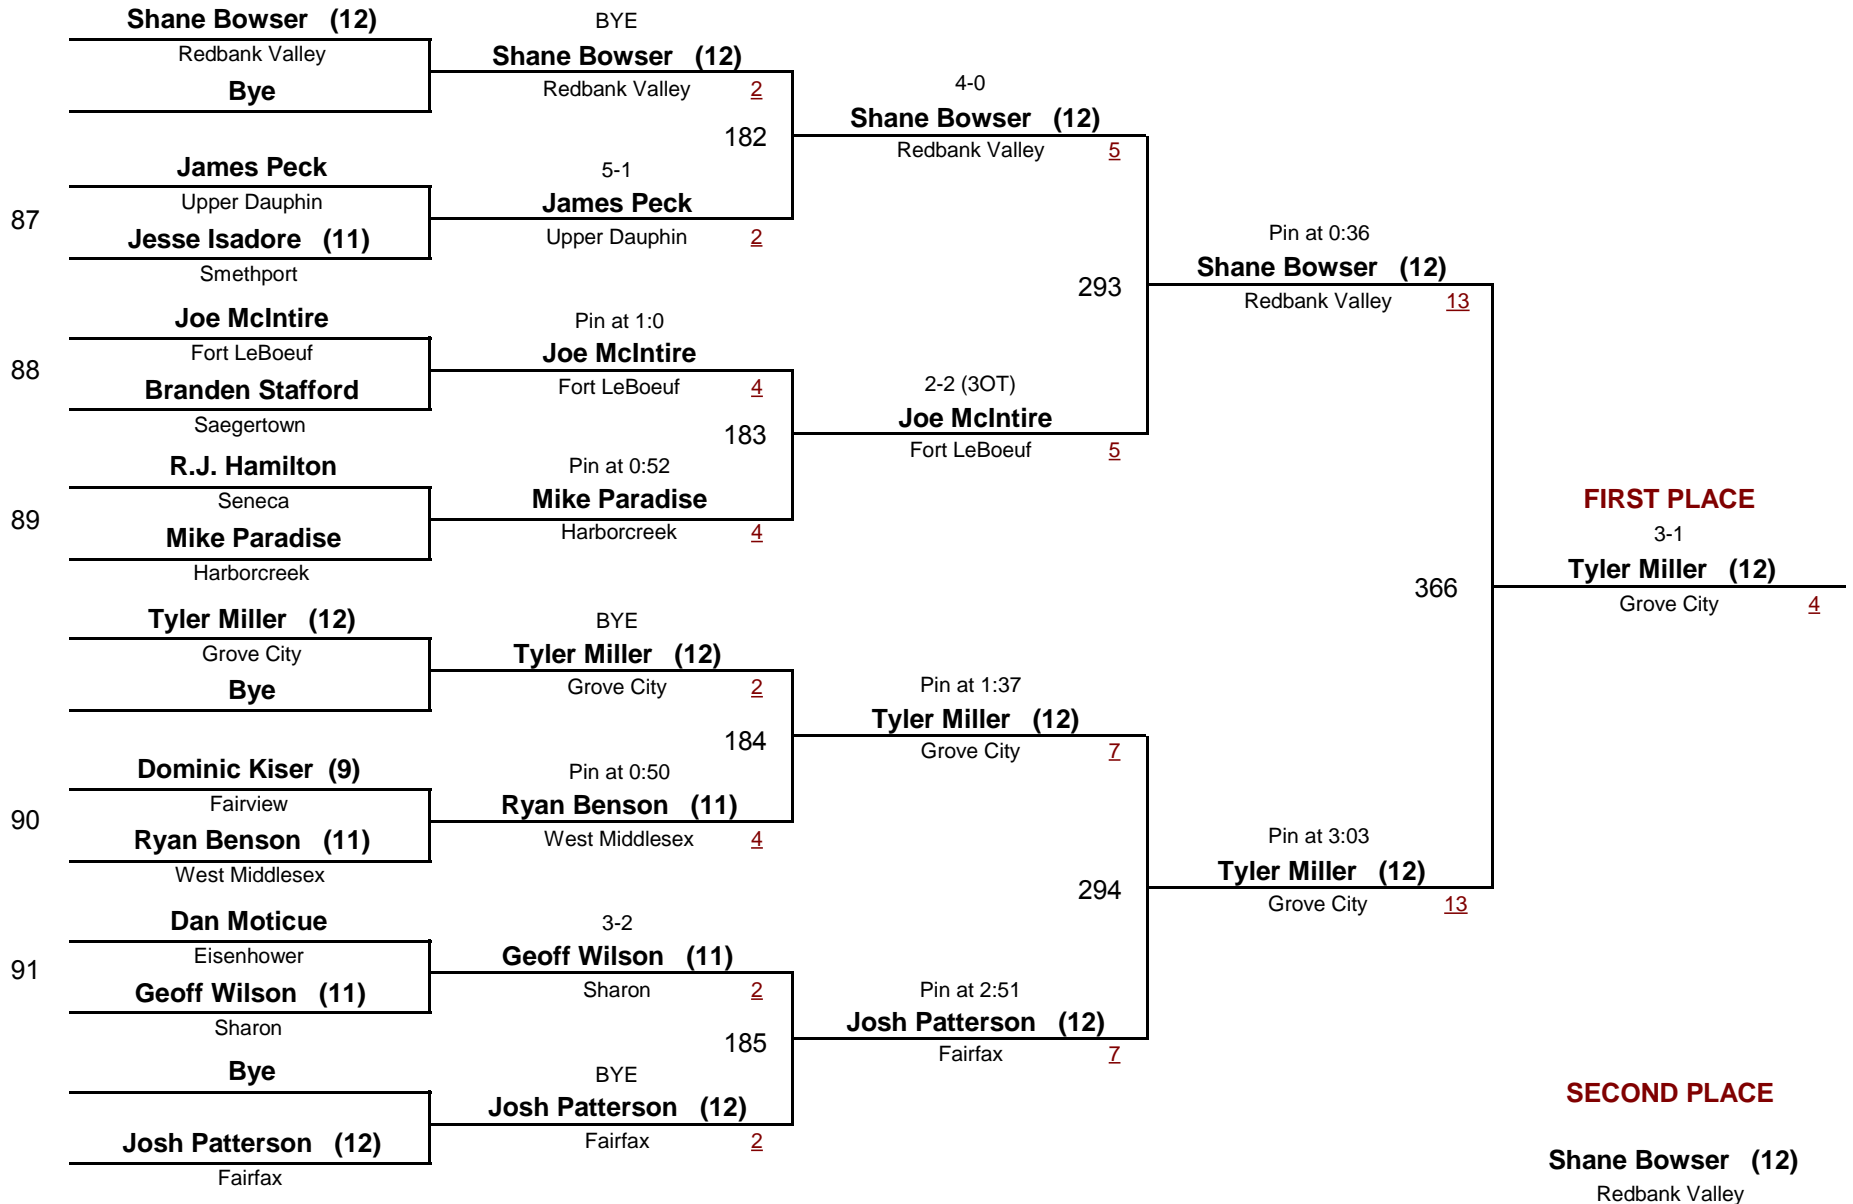 Shane Bowser (12)
Redbank Valley
Bye
87
James Peck
Upper Dauphin
Jesse Isadore (11)
Smethport
88
Joe McIntire
Fort LeBoeuf
Branden Stafford
Saegertown
89
R.J. Hamilton
Seneca
Mike Paradise
Harborcreek
Tyler Miller (12)
Grove City
Bye
90
Dominic Kiser (9)
Fairview
Ryan Benson (11)
West Middlesex
91
Dan Moticue
Eisenhower
Geoff Wilson (11)
Sharon
Bye
Josh Patterson (12)
Fairfax
BYE
Shane Bowser (12)
Redbank Valley 2
182
5-1
James Peck
Upper Dauphin 2
Pin at 1:0
Joe McIntire
Fort LeBoeuf 4
183
Pin at 0:52
Mike Paradise
Harborcreek 4
BYE
Tyler Miller (12)
Grove City 2
184
Pin at 0:50
Ryan Benson (11)
West Middlesex 4
3-2
Geoff Wilson (11)
Sharon 2
185
BYE
Josh Patterson (12)
Fairfax 2
4-0
Shane Bowser (12)
Redbank Valley 5
293
2-2 (3OT)
Joe McIntire
Fort LeBoeuf 5
Pin at 1:37
Tyler Miller (12)
Grove City 7
294
Pin at 2:51
Josh Patterson (12)
Fairfax 7
Pin at 0:36
Shane Bowser (12)
Redbank Valley 13
366
Pin at 3:03
Tyler Miller (12)
Grove City 13
FIRST PLACE
3-1
Tyler Miller (12)
Grove City 4
SECOND PLACE
Shane Bowser (12)
Redbank Valley